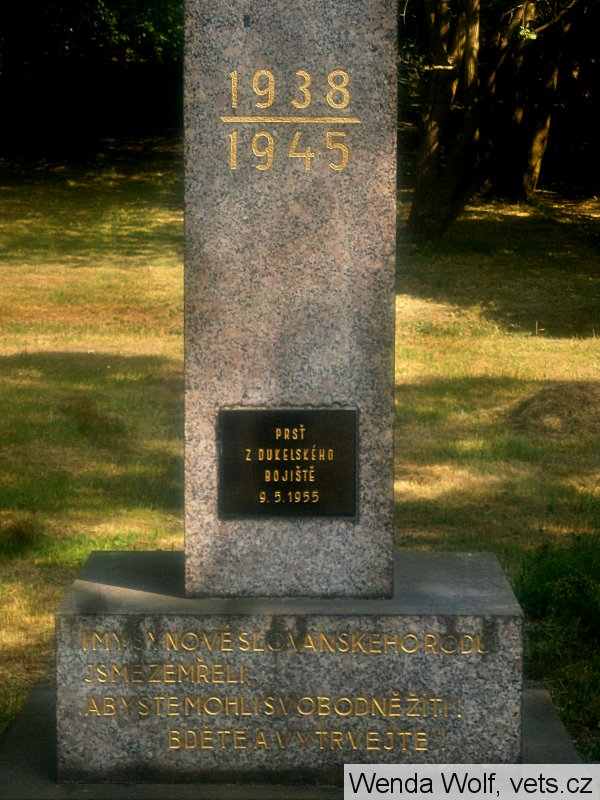 1938
1945
PRSŤ
Z DUKELSKÉHO
BOJIŠTĚ
9.5.1955
I MY SYNOVÉ SLOVANSKÉHO RODU
JSME ZEMŘELI,
ABYSTE MOHLI SVOBODNĚ ŽÍTI.
BDĚTE A VYTRVEJTE!
Wenda Wolf, vets.cz